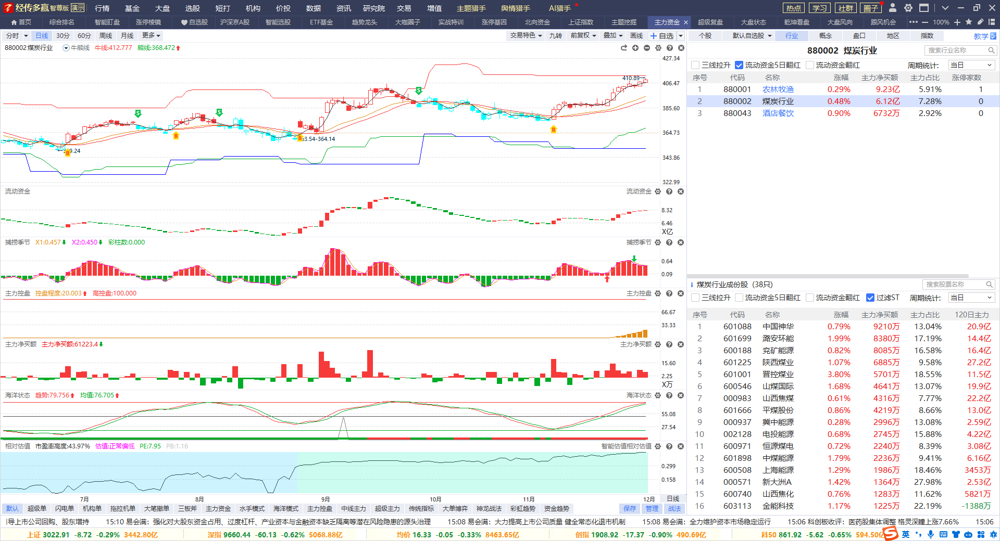 经传多赢 智尊版 演示 行情 基金 大盘 选股 短打 机构 价投 数据 资讯 研究院 交易 增值 主题猎手 舆情猎手 AI猎手 热点 学习 社群 圈子
首页 综合排名 智能盯盘 涨停棱镜 自选股 沪深京A股 智能选股 ETF基金 趋势龙头 大咖圈子 实战特训 涨停基因 北向资金 上证指数 主题挖掘 主力资金 × 超级复盘 大盘状态 乾坤看盘 大盘风向 跟风机会 ••• 100%
分时 日线 30分 60分 周线 月线 更多 交易特色 九转 前复权 叠加 画线 自选
880002 煤炭行业 牛熊线 牛线:412.777 熊线:368.472
427.34
406.47
385.60
364.73
343.86
322.99
410.89
S
S
S
B
B
B
B
53.54-364.14
9.24
流动资金 流动资金
8.32
6.46
X亿
捕捞季节 X1:0.457 X2:0.450 彩柱数:0.000 捕捞季节
0.64
0.09
主力控盘 控盘程度:20.003 高控盘:100.000 主力控盘
66.67
33.33
主力净买额 主力净买额:61223.4 主力净买额
15.60
2.25
X万
海洋状态 趋势:79.756 均值:76.705 海洋状态
55.08
27.54
相对估值 市盈率高度:43.97% 估值:正常偏低 PE:7.95 PB:1.16 智能估值相对估值
0.299
0.158
7月 8月 9月 10月 11月 12月 日线
默认 超级单 闪电单 机构单 拖拉机单 大笔撤单 三板斧 主力资金 水手模式 海洋模式 主力控盘 中线主力 超级主力 传统指标 大单博弈 神龙战法 彩虹趋势 资金趋势 保存 管理 战法
个股 默认自选股 行业 概念 盘口 地区 指数 教学
880002 煤炭行业 搜索行业名称
三线拉升 流动资金5日翻红 流动资金翻红 周期统计: 当日
序号 代码 名称 涨幅 主力净买额 主力占比 涨停家数
1 880001 农林牧渔 0.29% 9.23亿 5.91% 1
2 880002 煤炭行业 0.48% 6.12亿 7.28% 0
3 880043 酒店餐饮 0.90% 6732万 2.92% 0
煤炭行业成份股 (38只) 搜索股票名称
三线拉升 流动资金5日翻红 流动资金翻红 过滤ST 周期统计: 当日
序号 代码 名称 涨幅 主力净买额 主力占比 120日主力
1 601088 中国神华 0.79% 9210万 13.04% 20.9亿
2 601699 潞安环能 1.99% 8380万 17.19% 14.4亿
3 600188 兖矿能源 0.82% 8085万 16.58% 16.4亿
4 601225 陕西煤业 1.07% 6885万 9.58% 27.2亿
5 601001 晋控煤业 3.80% 5701万 18.55% 11.5亿
6 600546 山煤国际 1.68% 4641万 13.07% 19.9亿
7 000983 山西焦煤 0.61% 4316万 7.77% 22.2亿
8 601666 平煤股份 0.86% 4219万 8.66% 13.0亿
9 000937 冀中能源 0.28% 2996万 13.08% 2.59亿
10 002128 电投能源 0.68% 2745万 15.88% 4.22亿
11 600971 恒源煤电 0.72% 2240万 8.39% 3.08亿
12 601898 中煤能源 1.79% 2236万 9.41% 6.16亿
13 600508 上海能源 1.29% 1986万 18.46% 3453万
14 000571 新大洲A 1.42% 1364万 27.98% 2.53亿
15 600740 山西焦化 0.76% 1283万 11.62% 5821万
16 603113 金能科技 1.17% 1225万 22.19% -1388万
导上市公司回购、股东增持 15:10 易会满：强化对大股东资金占用、过度杠杆、产业资本与金融资本缺乏隔离等潜在风险隐患的源头治理 15:08 易会满：大力提高上市公司质量 健全常态化退市机制 15:08 易会满：全力维护资本市场稳定运行 15:06 科创板收评：医药股集体调整 格灵深瞳上涨7.66% 15:06
上证 3022.91 -8.72 -0.29% 3442.80亿 深指 9660.44 -60.13 -0.62% 5068.88亿 均价 16.33 -0.05 -0.33% 8463.65亿 创指 1908.92 -17.37 -0.90% 490.69亿 科50 861.92 -5.62 -0.65% 594.50亿 英